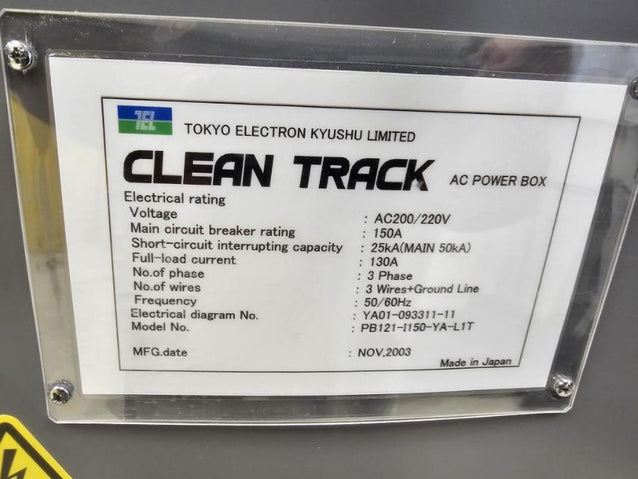 TEL TOKYO ELECTRON KYUSHU LIMITED
CLEAN TRACK AC POWER BOX
Electrical rating
Voltage : AC200/220V
Main circuit breaker rating : 150A
Short-circuit interrupting capacity : 25kA(MAIN 50kA)
Full-load current : 130A
No.of phase : 3 Phase
No.of wires : 3 Wires+Ground Line
Frequency : 50/60Hz
Electrical diagram No. : YA01-093311-11
Model No. : PB121-I150-YA-L1T
MFG.date : NOV,2003
Made in Japan